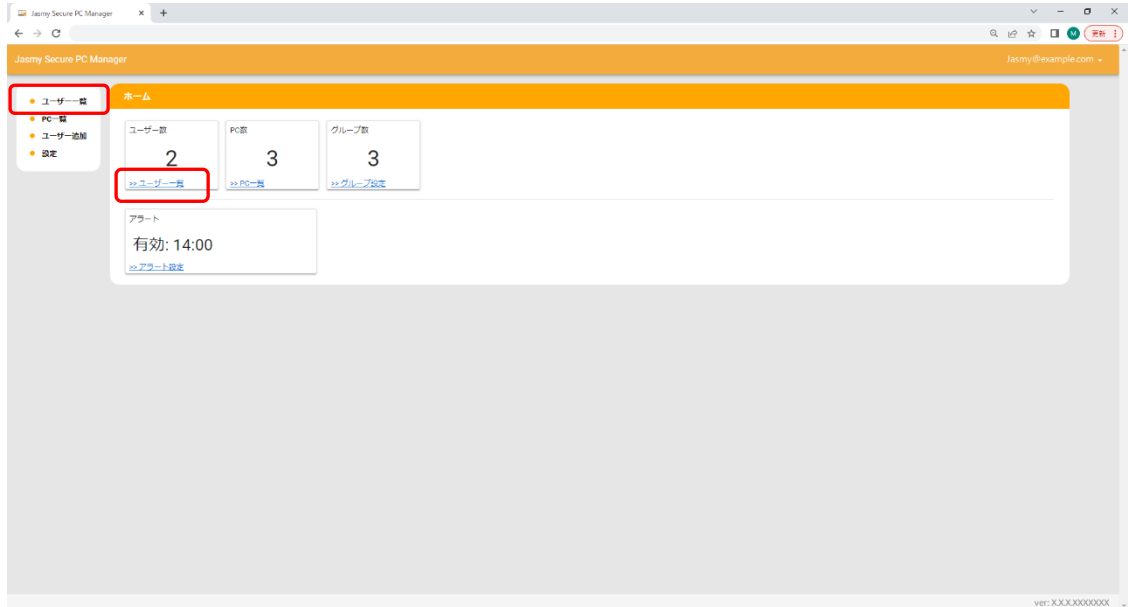 Jasmy Secure PC Manager
更新
Jasmy Secure PC Manager
Jasmy@example.com
ユーザー一覧
PC一覧
ユーザー追加
設定
ホーム
ユーザー数
2
>> ユーザー一覧
PC数
3
>> PC一覧
グループ数
3
>> グループ設定
アラート
有効: 14:00
>> アラート設定
ver: X.X.X.XXXXXXX